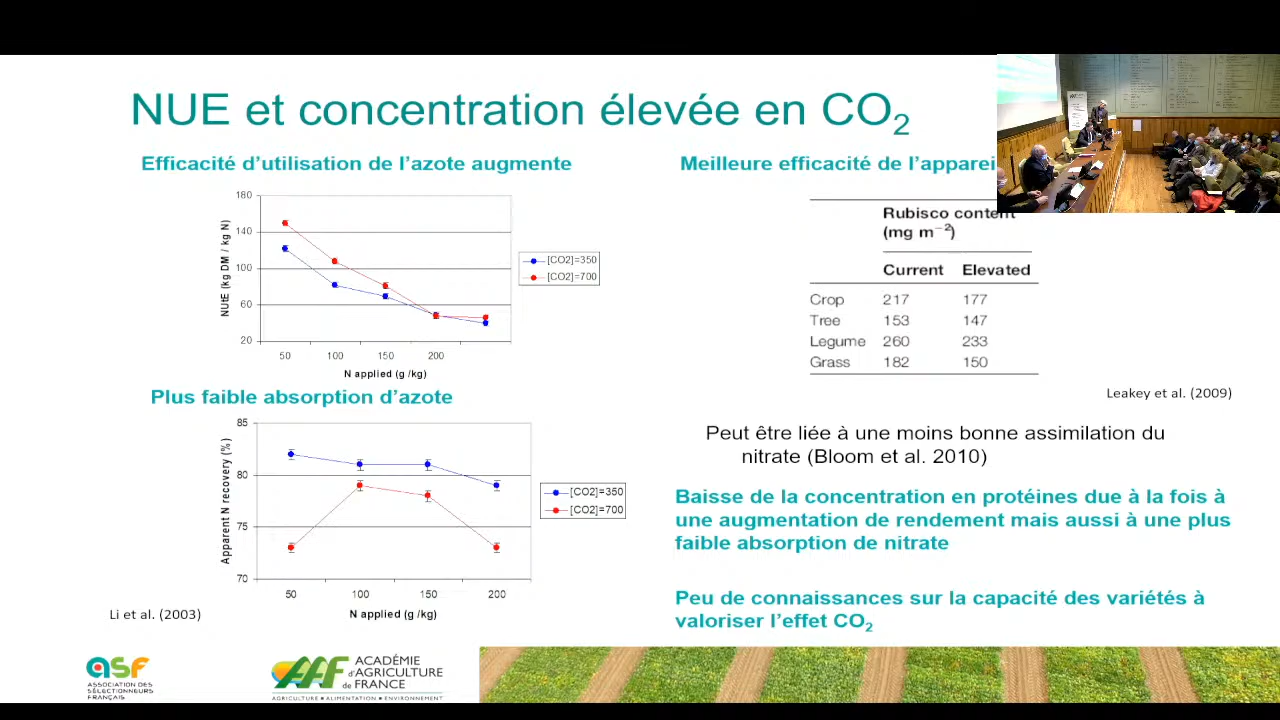 NUE et concentration élevée en CO2
Efficacité d'utilisation de l'azote augmente
180
140
100
60
20
NUtE (kg DM / kg N)
50 100 150 200
N applied (g /kg)
[CO2]=350
[CO2]=700
Plus faible absorption d'azote
85
80
75
70
Apparent N recovery (%)
50 100 150 200
N applied (g /kg)
[CO2]=350
[CO2]=700
Li et al. (2003)
Meilleure efficacité de l'apparei
Rubisco content
(mg m−2)
Current Elevated
Crop 217 177
Tree 153 147
Legume 260 233
Grass 182 150
Leakey et al. (2009)
Peut être liée à une moins bonne assimilation du
nitrate (Bloom et al. 2010)
Baisse de la concentration en protéines due à la fois à
une augmentation de rendement mais aussi à une plus
faible absorption de nitrate
Peu de connaissances sur la capacité des variétés à
valoriser l'effet CO2
asf
ASSOCIATION DES
SÉLECTIONNEURS
FRANÇAIS
AAF
ACADÉMIE
d'AGRICULTURE
de FRANCE
AGRICULTURE • ALIMENTATION • ENVIRONNEMENT